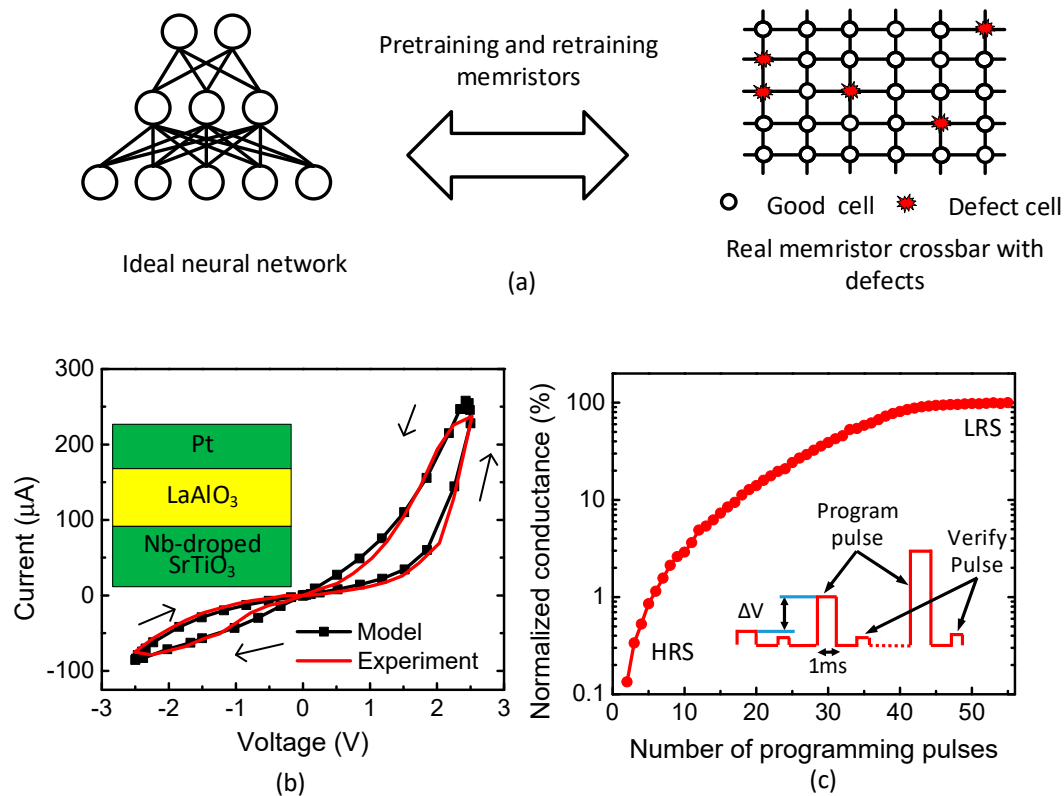 Pretraining and retraining
memristors
Good cell
Defect cell
Ideal neural network
Real memristor crossbar with
defects
(a)
300
200
100
0
-100
-3
-2
-1
0
1
2
3
Current (µA)
Voltage (V)
Pt
LaAlO₃
Nb-droped
SrTiO₃
Model
Experiment
(b)
100
10
1
0.1
0
10
20
30
40
50
Normalized conductance (%)
Number of programming pulses
LRS
HRS
Program
pulse
Verify
Pulse
ΔV
1ms
(c)